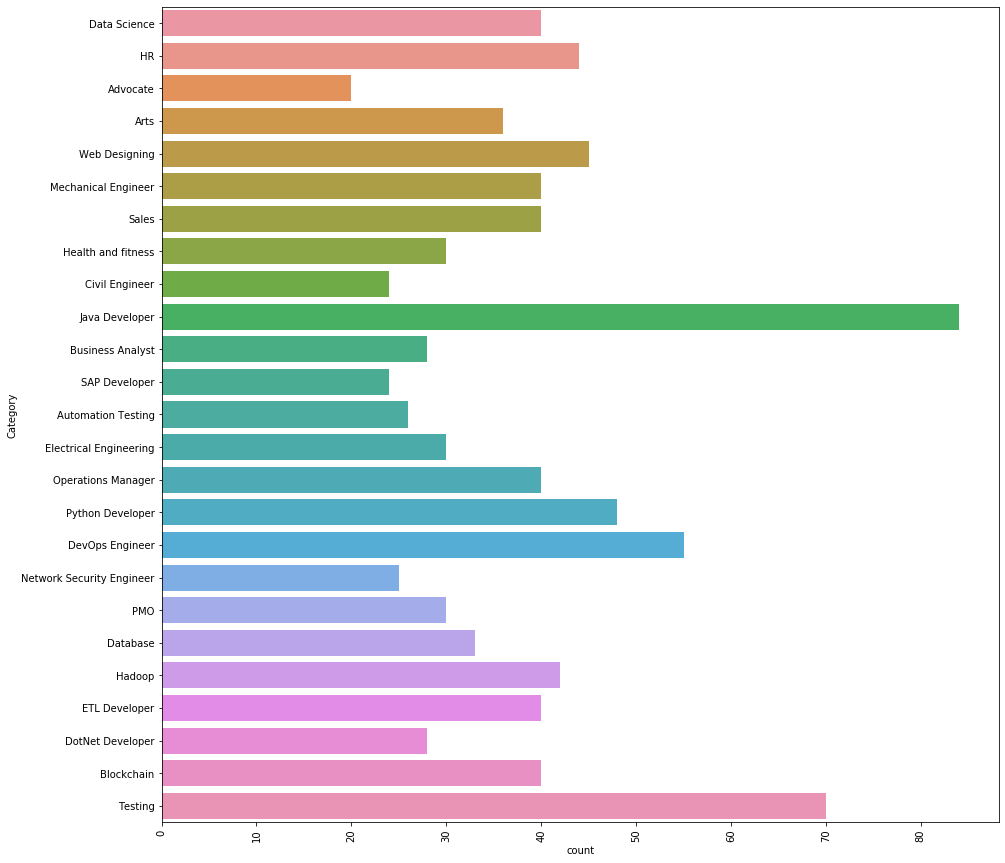 Data Science
HR
Advocate
Arts
Web Designing
Mechanical Engineer
Sales
Health and fitness
Civil Engineer
Java Developer
Business Analyst
SAP Developer
Automation Testing
Electrical Engineering
Operations Manager
Python Developer
DevOps Engineer
Network Security Engineer
PMO
Database
Hadoop
ETL Developer
DotNet Developer
Blockchain
Testing
Category
0 10 20 30 40 50 60 70 80
count